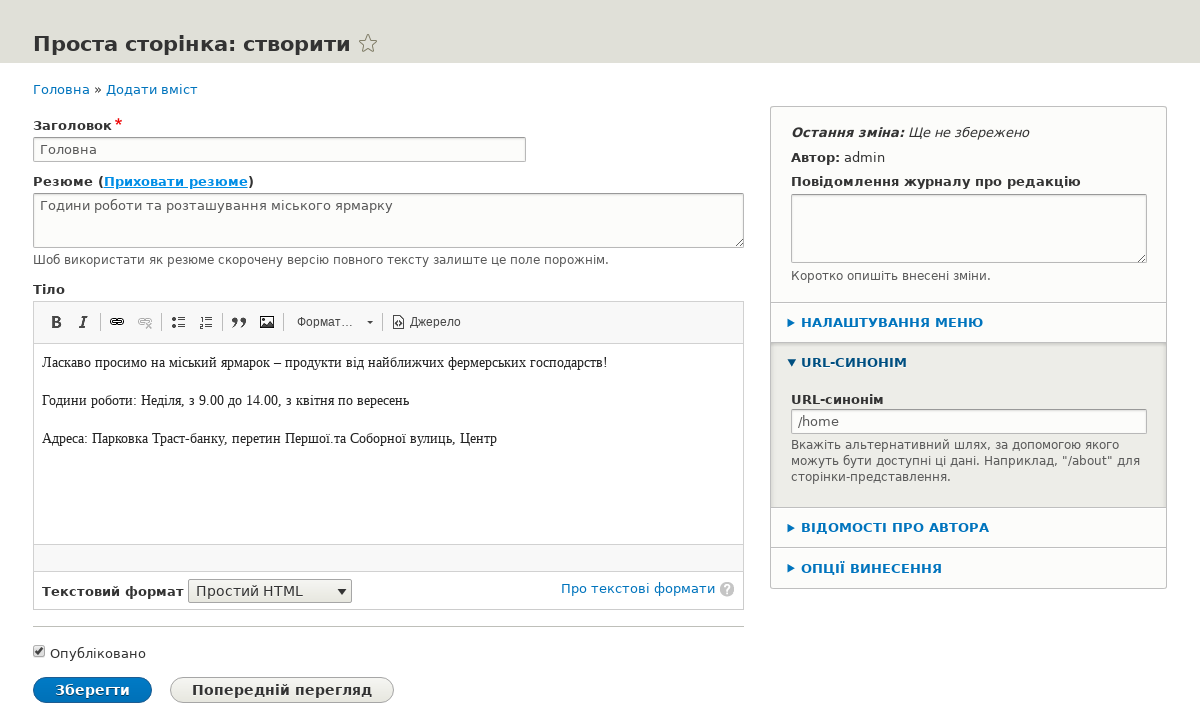 Проста сторінка: створити
Головна » Додати вміст
Заголовок*
Головна
Резюме (Приховати резюме)
Години роботи та розташування міського ярмарку
Шоб використати як резюме скорочену версію повного тексту залиште це поле порожнім.
Тіло
B I Формат… Джерело
Ласкаво просимо на міський ярмарок – продукти від найближчих фермерських господарств!
Години роботи: Неділя, з 9.00 до 14.00, з квітня по вересень
Адреса: Парковка Траст-банку, перетин Першої.та Соборної вулиць, Центр
Текстовий формат Простий HTML
Про текстові формати ?
Опубліковано
Зберегти Попередній перегляд
Остання зміна: Ще не збережено
Автор: admin
Повідомлення журналу про редакцію
Коротко опишіть внесені зміни.
НАЛАШТУВАННЯ МЕНЮ
URL-СИНОНІМ
URL-синонім
/home
Вкажіть альтернативний шлях, за допомогою якого
можуть бути доступні ці дані. Наприклад, "/about" для
сторінки-представлення.
ВІДОМОСТІ ПРО АВТОРА
ОПЦІЇ ВИНЕСЕННЯ